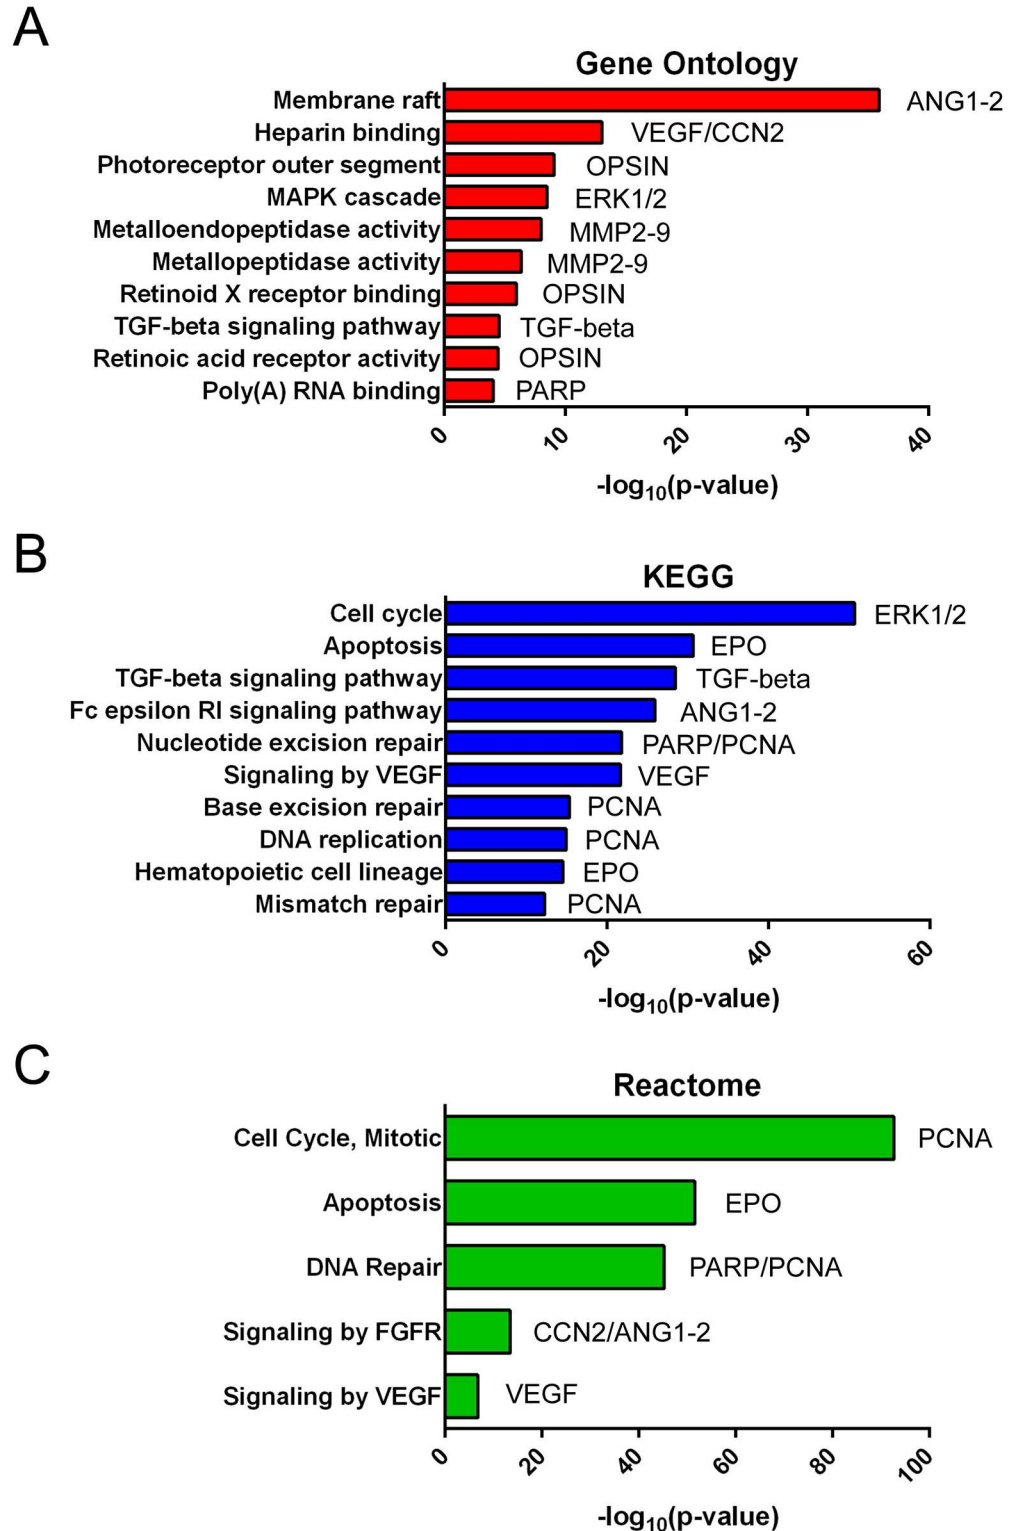 A
Gene Ontology
Membrane raft ANG1-2
Heparin binding VEGF/CCN2
Photoreceptor outer segment OPSIN
MAPK cascade ERK1/2
Metalloendopeptidase activity MMP2-9
Metallopeptidase activity MMP2-9
Retinoid X receptor binding OPSIN
TGF-beta signaling pathway TGF-beta
Retinoic acid receptor activity OPSIN
Poly(A) RNA binding PARP
0 10 20 30 40
-log10(p-value)
B
KEGG
Cell cycle ERK1/2
Apoptosis EPO
TGF-beta signaling pathway TGF-beta
Fc epsilon RI signaling pathway ANG1-2
Nucleotide excision repair PARP/PCNA
Signaling by VEGF VEGF
Base excision repair PCNA
DNA replication PCNA
Hematopoietic cell lineage EPO
Mismatch repair PCNA
0 20 40 60
-log10(p-value)
C
Reactome
Cell Cycle, Mitotic PCNA
Apoptosis EPO
DNA Repair PARP/PCNA
Signaling by FGFR CCN2/ANG1-2
Signaling by VEGF VEGF
0 20 40 60 80 100
-log10(p-value)